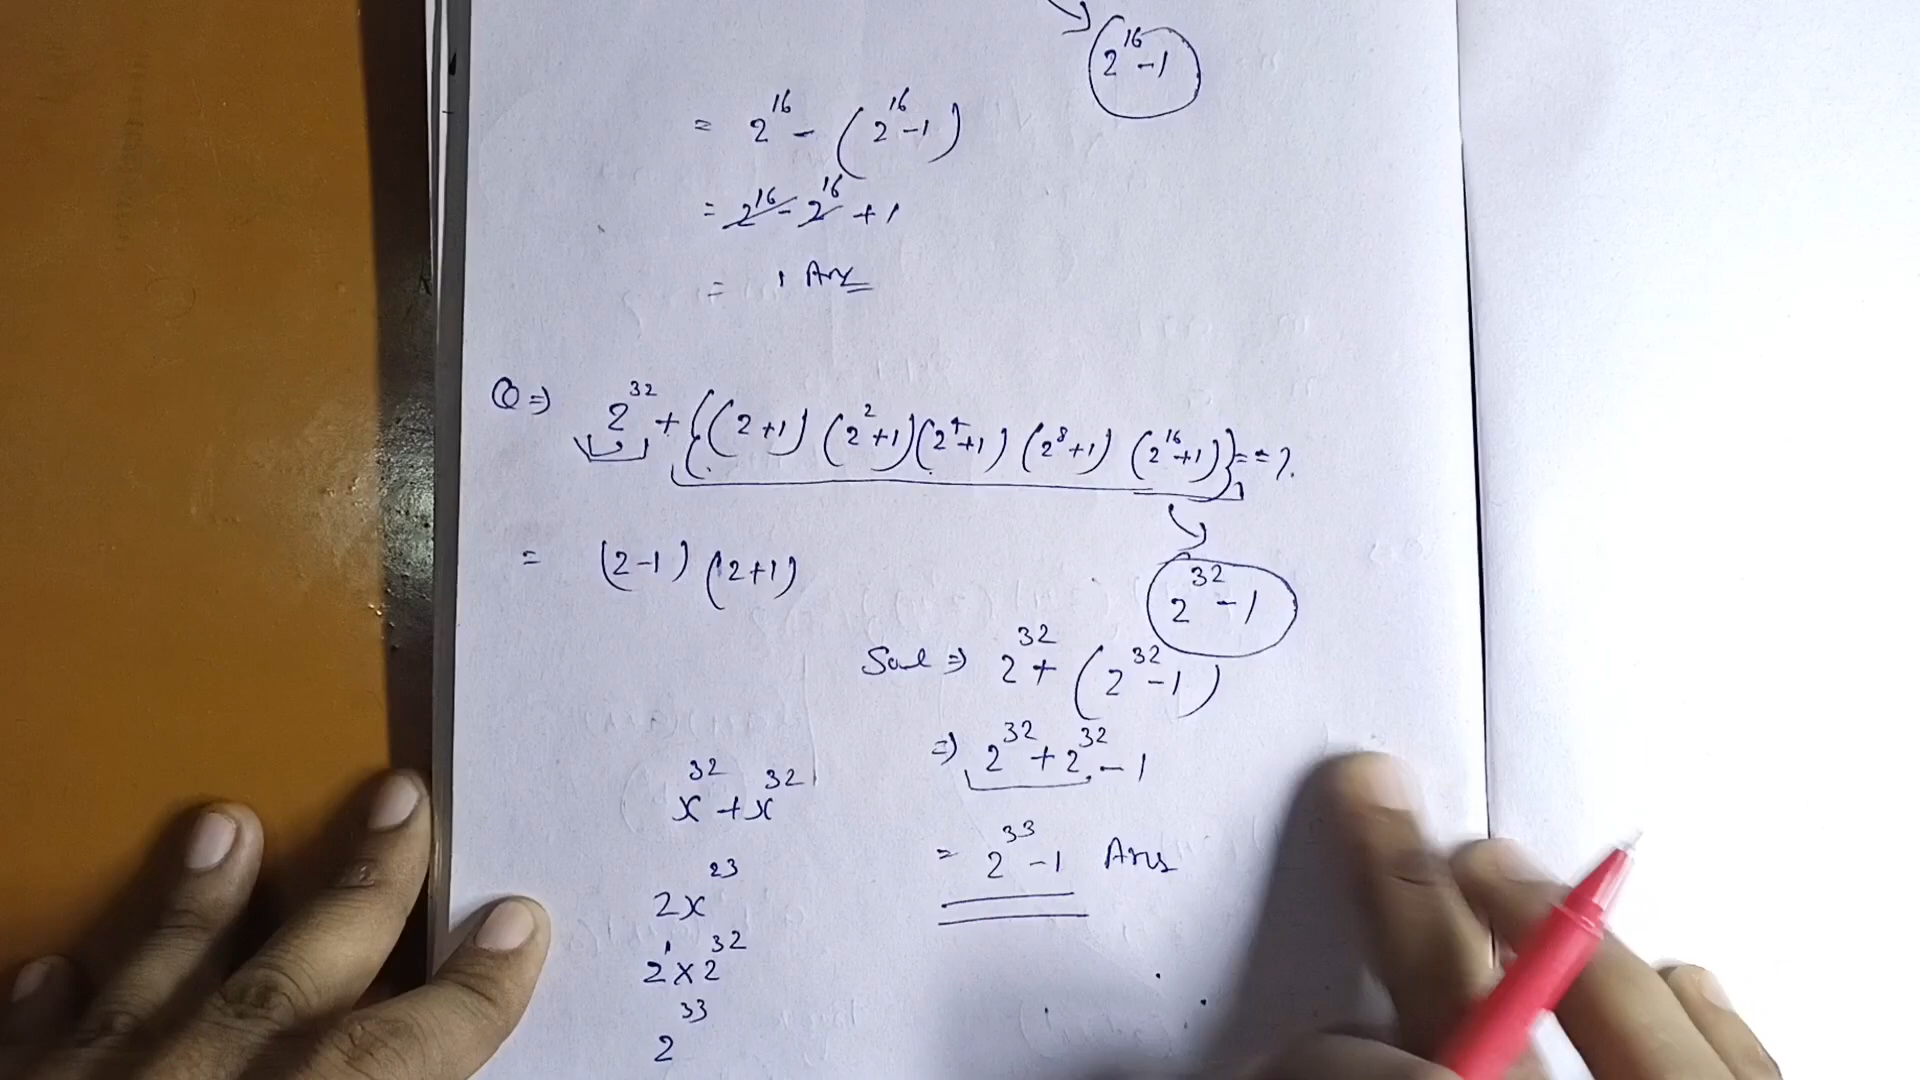 2^16 - 1
= 2^16 - (2^16 - 1)
= 2^16 - 2^16 + 1
= 1 Ans
Q ⇒ 2^32 + {(2+1) (2^2+1) (2^4+1) (2^8+1) (2^16+1)} = = ?.
= (2-1) (2+1)
2^32 - 1
Sol ⇒ 2^32 + (2^32 - 1)
⇒ 2^32 + 2^32 - 1
= 2^33 - 1 Ans
x^32 + x^32
2x^23
2^1 × 2^32
2^33